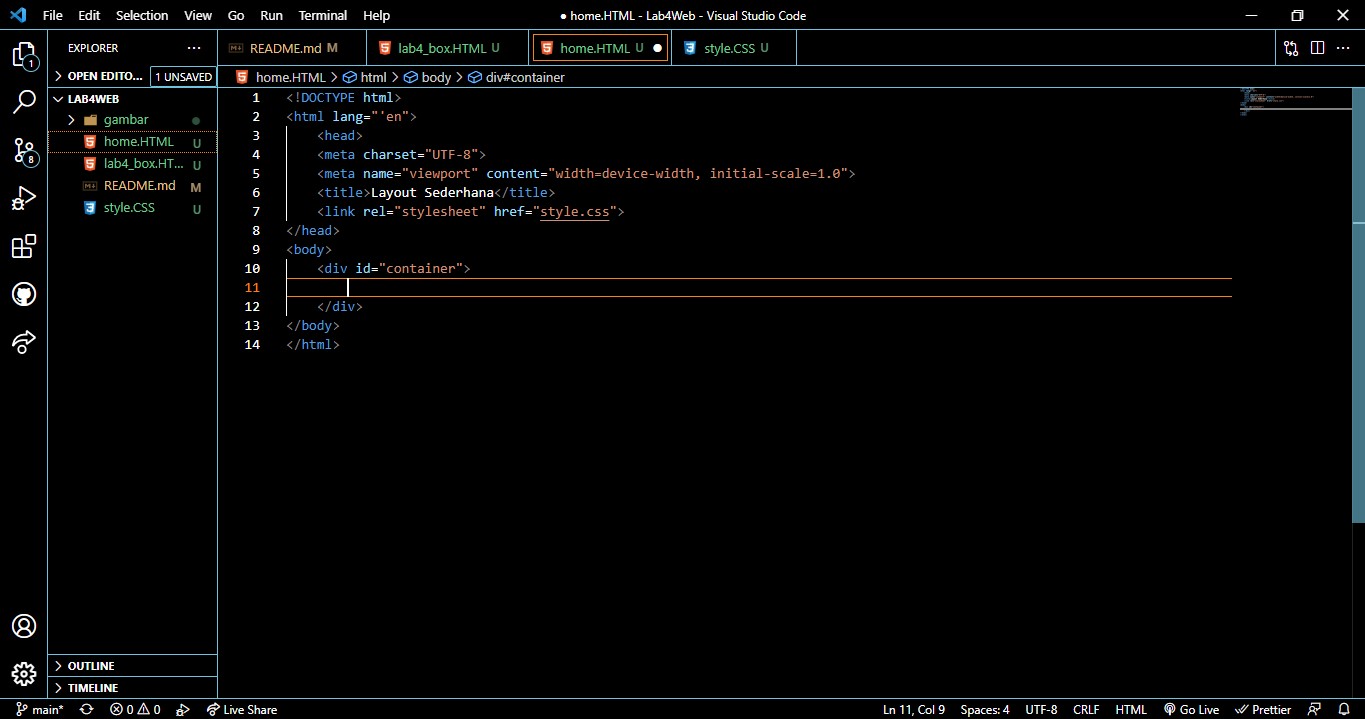 File Edit Selection View Go Run Terminal Help
● home.HTML - Lab4Web - Visual Studio Code
EXPLORER
README.md M
lab4_box.HTML U
home.HTML U
style.CSS U
OPEN EDITO... 1 UNSAVED
home.HTML > html > body > div#container
LAB4WEB
gambar
home.HTML U
lab4_box.HT... U
README.md M
style.CSS U
1
8
1 <!DOCTYPE html>
2 <html lang="'en">
3 <head>
4 <meta charset="UTF-8">
5 <meta name="viewport" content="width=device-width, initial-scale=1.0">
6 <title>Layout Sederhana</title>
7 <link rel="stylesheet" href="style.css">
8 </head>
9 <body>
10 <div id="container">
11
12 </div>
13 </body>
14 </html>
OUTLINE
TIMELINE
main* 0 0 Live Share Ln 11, Col 9 Spaces: 4 UTF-8 CRLF HTML Go Live Prettier